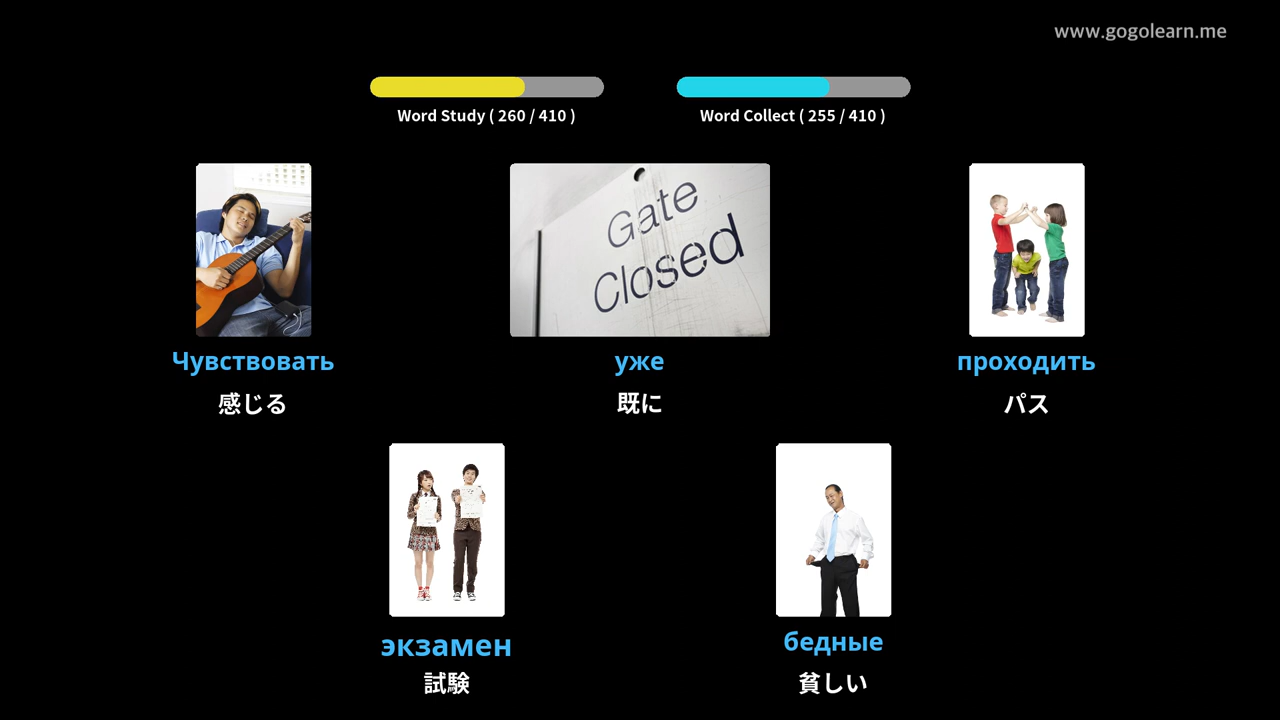 www.gogolearn.me
Word Study ( 260 / 410 )
Word Collect ( 255 / 410 )
Gate
Closed
Чувствовать
уже
проходить
感じる
既に
パス
экзамен
бедные
試験
貧しい